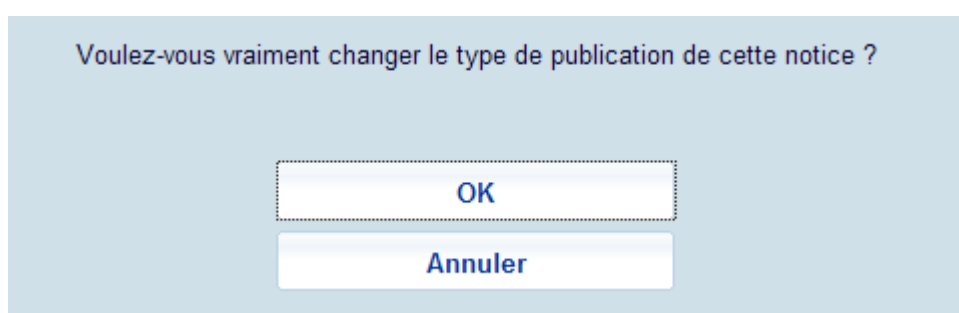 Voulez-vous vraiment changer le type de publication de cette notice ?
OK
Annuler